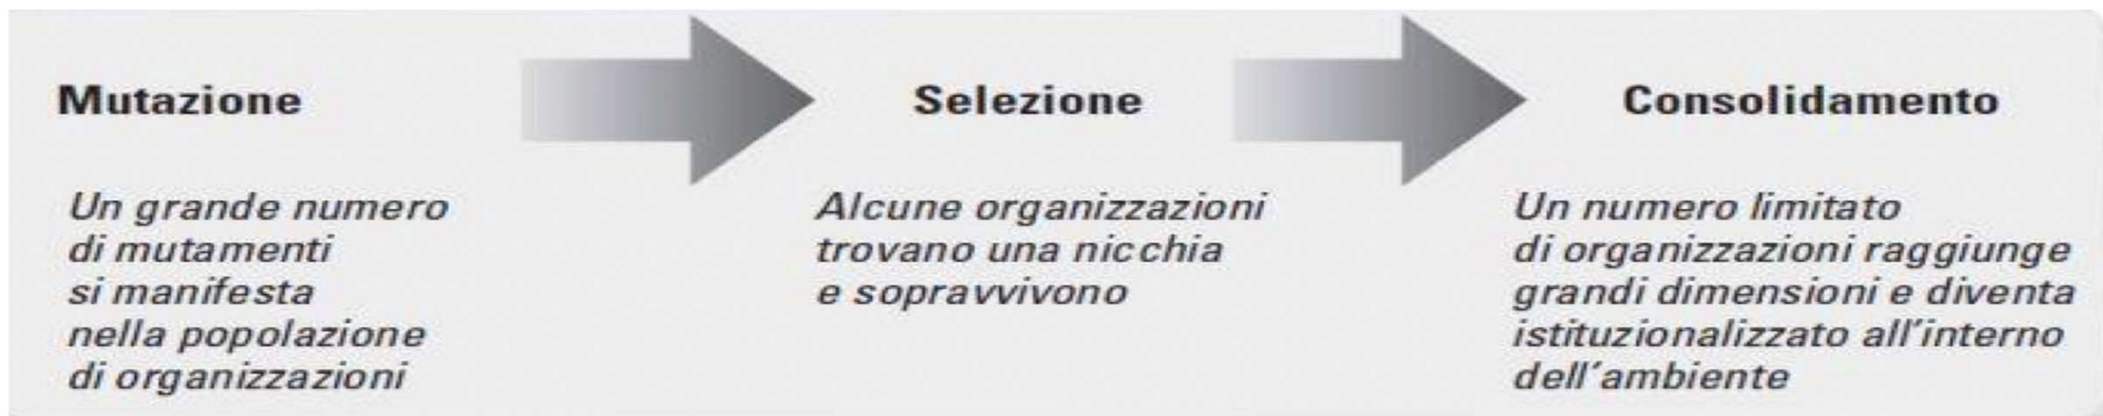 Mutazione
Un grande numero
di mutamenti
si manifesta
nella popolazione
di organizzazioni
Selezione
Alcune organizzazioni
trovano una nicchia
e sopravvivono
Consolidamento
Un numero limitato
di organizzazioni raggiunge
grandi dimensioni e diventa
istituzionalizzato all'interno
dell'ambiente